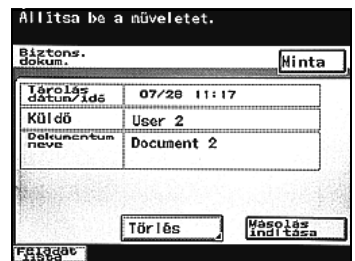 Állítsa be a műveletet.
Biztons.
dokum.
Minta
Tárolás
dátum/idő
07/28 11:17
Küldő
User 2
Dokumentum
neve
Document 2
Törlés
Másolás
indítása
Feladat
lista